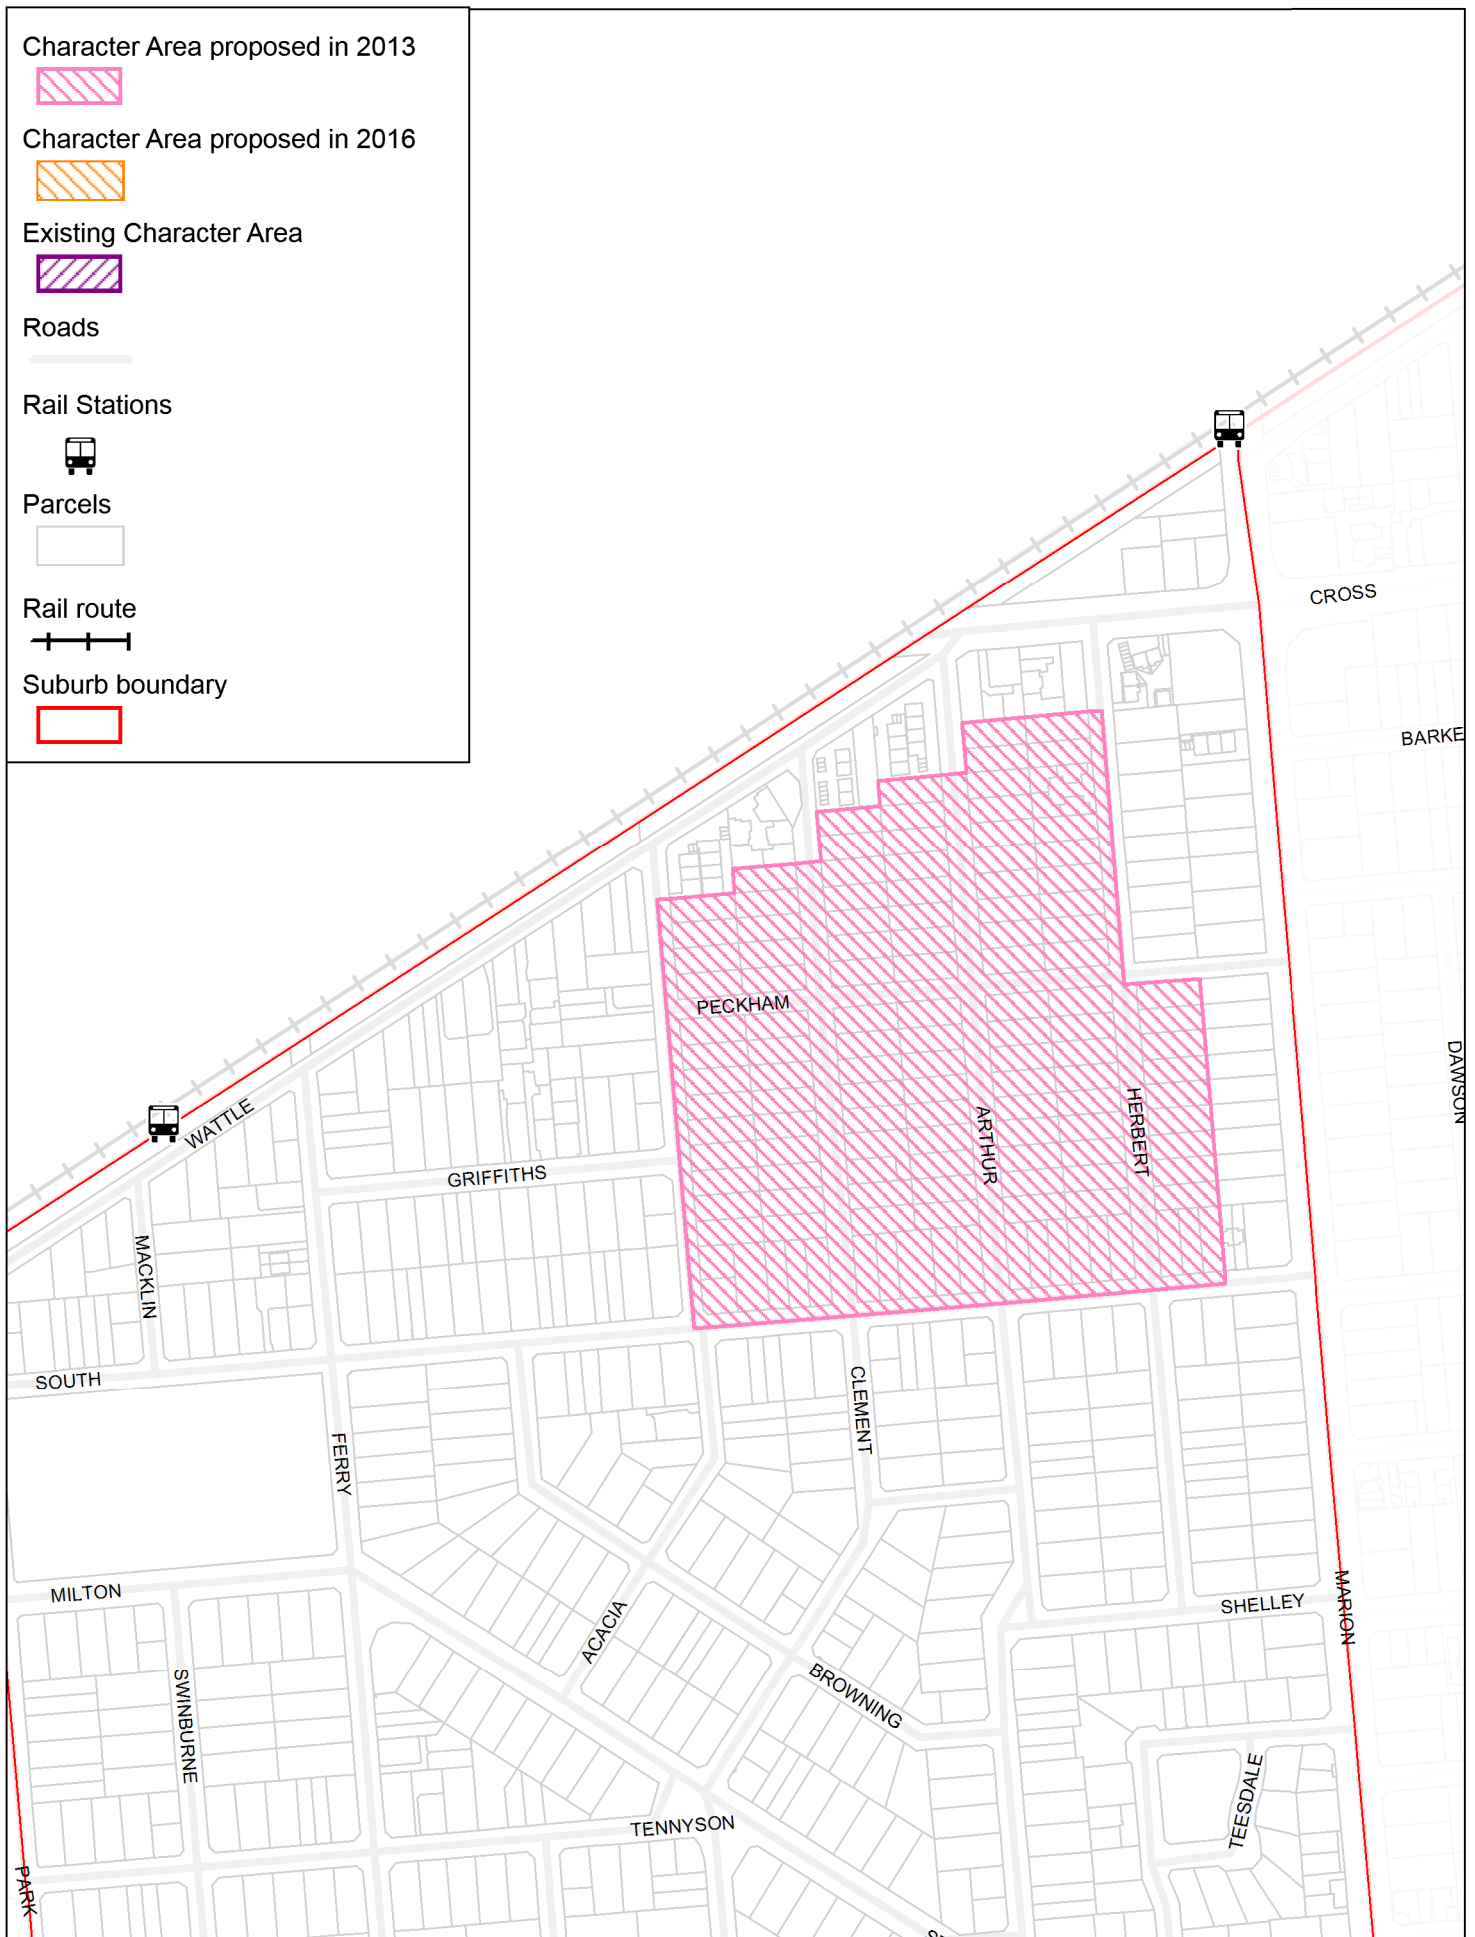 Character Area proposed in 2013
Character Area proposed in 2016
Existing Character Area
Roads
Rail Stations
Parcels
Rail route
Suburb boundary
CROSS
BARKE
PECKHAM
DAWSON
HERBERT
ARTHUR
WATTLE
GRIFFITHS
MACKLIN
SOUTH
CLEMENT
FERRY
MILTON
ACACIA
SHELLEY
MARION
BROWNING
SWINBURNE
TEESDALE
TENNYSON
PARK